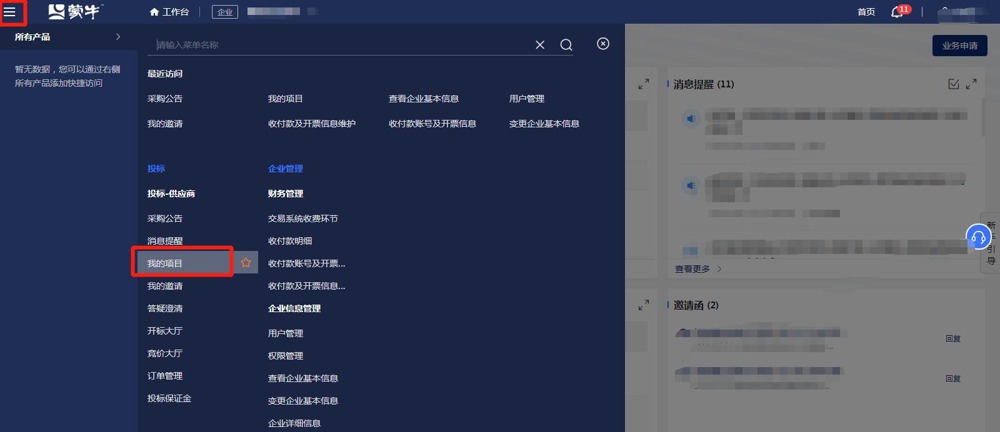 蒙牛
工作台
企业
首页
11
所有产品
请输入菜单名称
业务申请
暂无数据，您可以通过右侧
所有产品添加快捷访问
最近访问
采购公告
我的项目
查看企业基本信息
用户管理
我的邀请
收付款及开票信息维护
收付款账号及开票信息
变更企业基本信息
投标
投标-供应商
采购公告
消息提醒
我的项目
我的邀请
答疑澄清
开标大厅
竞价大厅
订单管理
投标保证金
企业管理
财务管理
交易系统收费环节
收付款明细
收付款账号及开票...
收付款及开票信息...
企业信息管理
用户管理
权限管理
查看企业基本信息
变更企业基本信息
企业详细信息
消息提醒 (11)
查看更多
新
手
引
导
邀请函 (2)
回复
回复